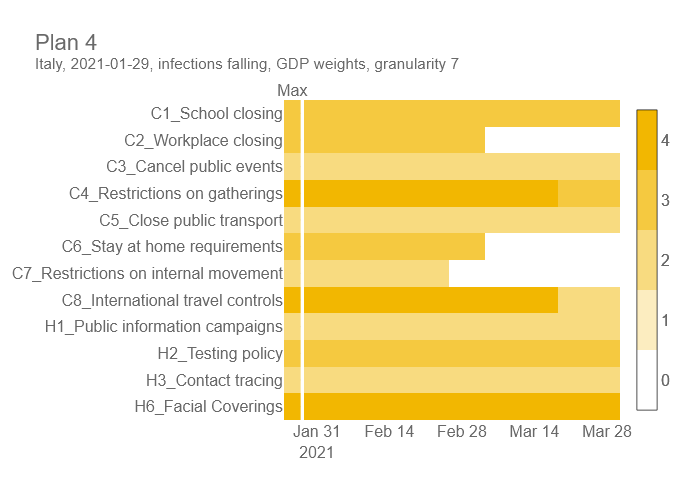 Plan 4
Italy, 2021-01-29, infections falling, GDP weights, granularity 7
Max
C1_School closing
C2_Workplace closing
C3_Cancel public events
C4_Restrictions on gatherings
C5_Close public transport
C6_Stay at home requirements
C7_Restrictions on internal movement
C8_International travel controls
H1_Public information campaigns
H2_Testing policy
H3_Contact tracing
H6_Facial Coverings
4
3
2
1
0
Jan 31 Feb 14 Feb 28 Mar 14 Mar 28
2021